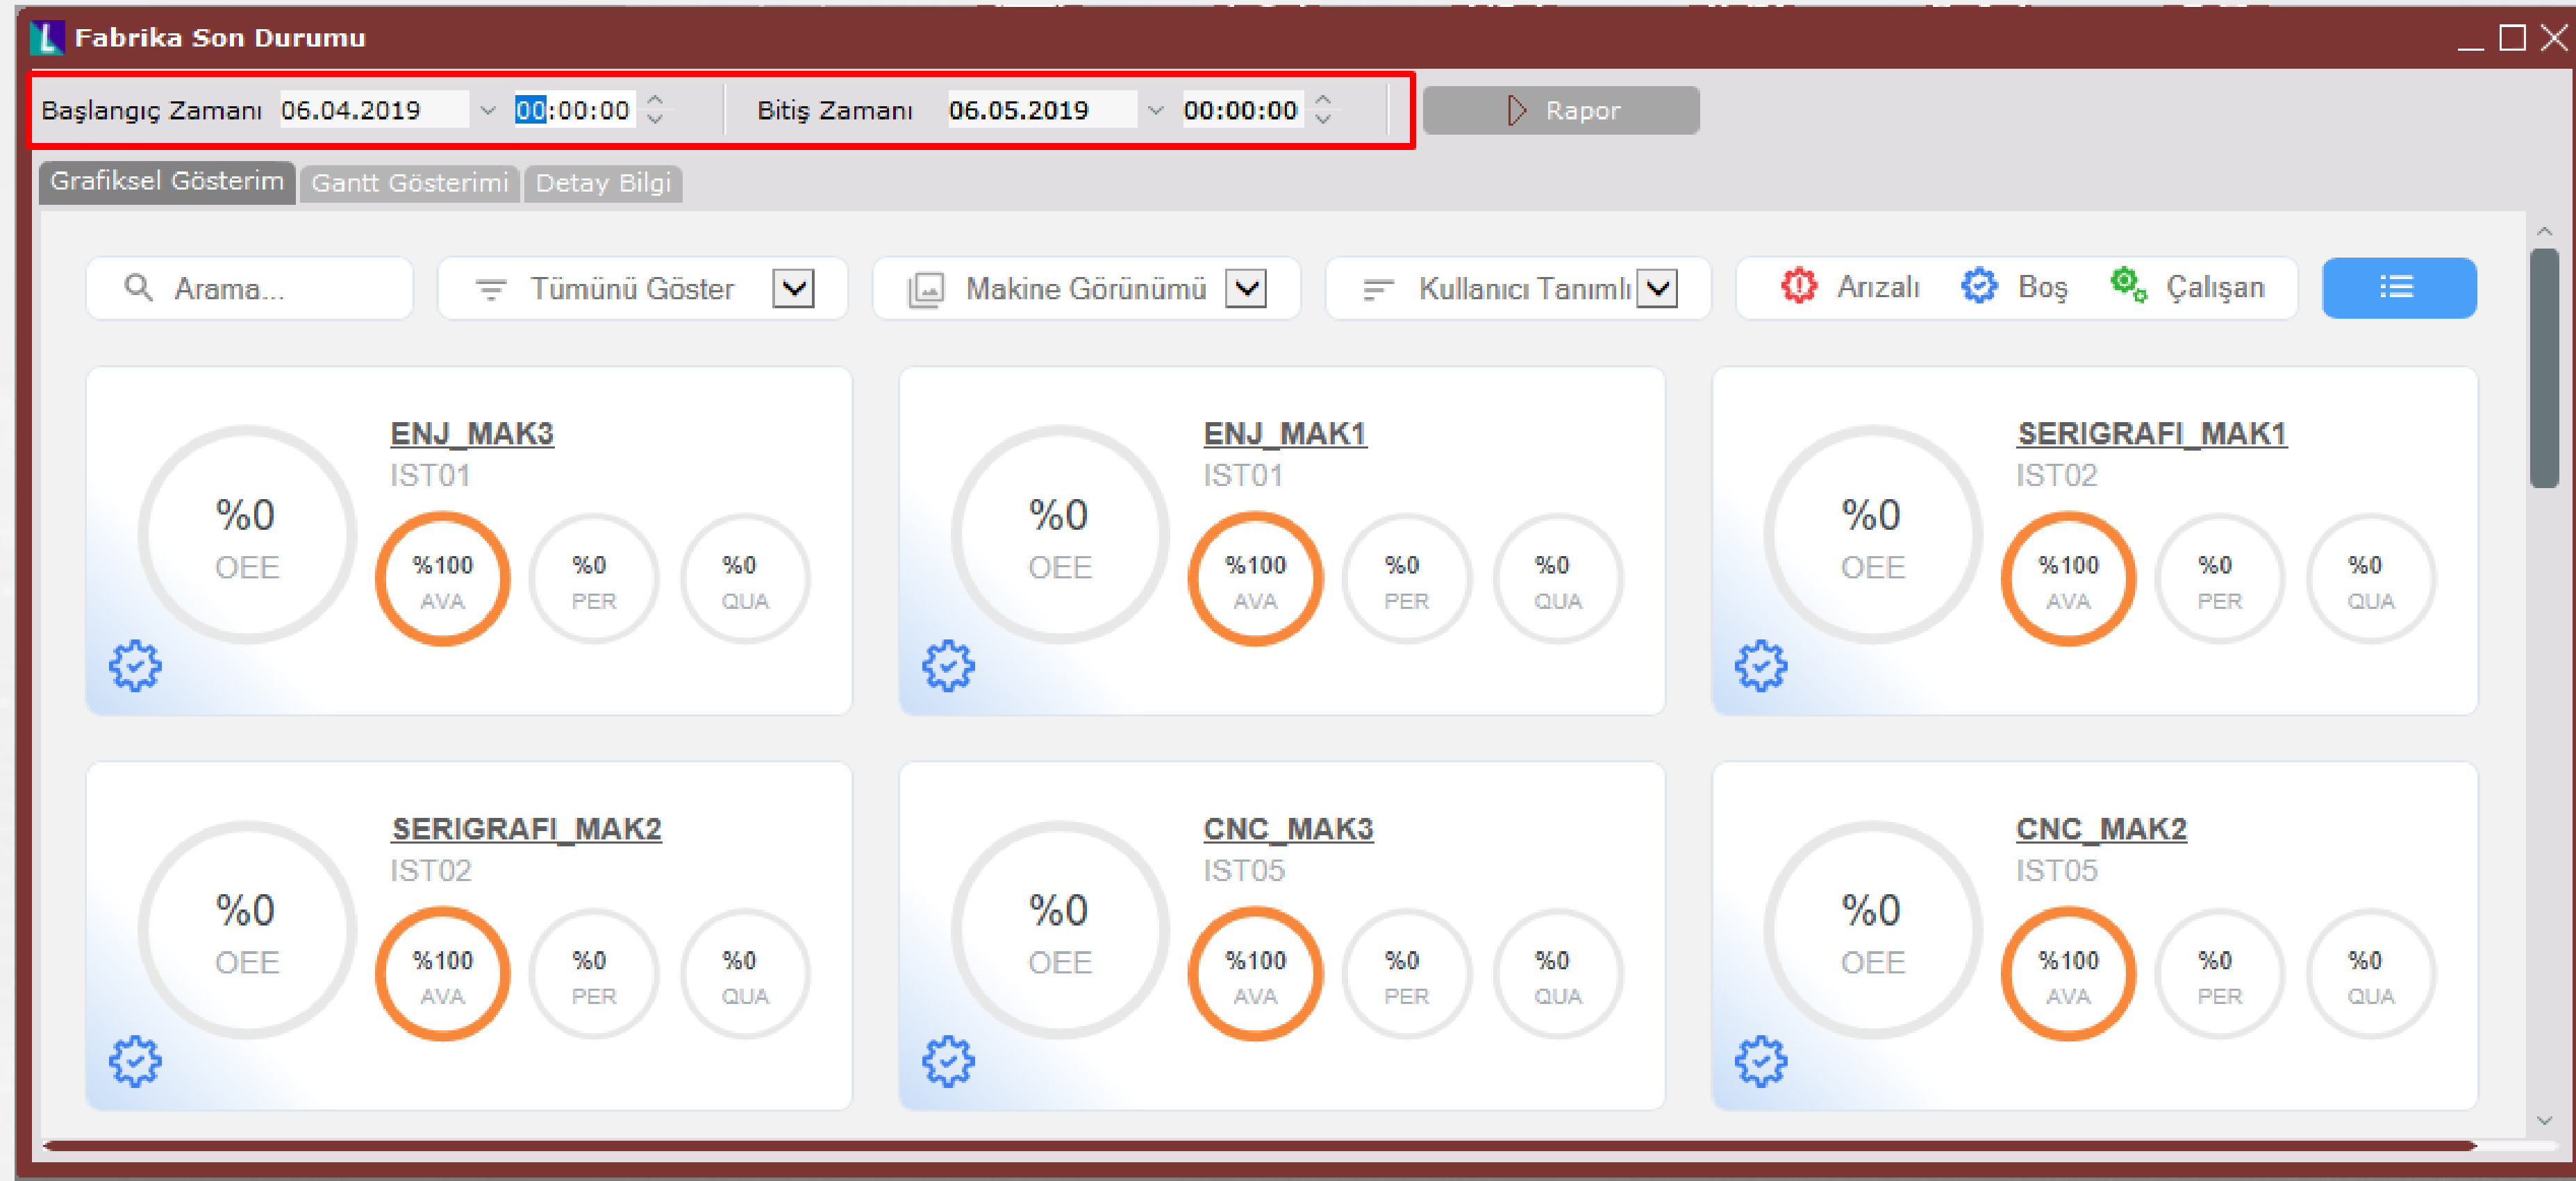 Fabrika Son Durumu
Başlangıç Zamanı 06.04.2019 00:00:00 Bitiş Zamanı 06.05.2019 00:00:00 Rapor
Grafiksel Gösterim Gantt Gösterimi Detay Bilgi
Arama... Tümünü Göster Makine Görünümü Kullanıcı Tanımlı Arızalı Boş Çalışan
ENJ_MAK3
IST01
%0
OEE
%100 %0 %0
AVA PER QUA
ENJ_MAK1
IST01
%0
OEE
%100 %0 %0
AVA PER QUA
SERIGRAFI_MAK1
IST02
%0
OEE
%100 %0 %0
AVA PER QUA
SERIGRAFI_MAK2
IST02
%0
OEE
%100 %0 %0
AVA PER QUA
CNC_MAK3
IST05
%0
OEE
%100 %0 %0
AVA PER QUA
CNC_MAK2
IST05
%0
OEE
%100 %0 %0
AVA PER QUA